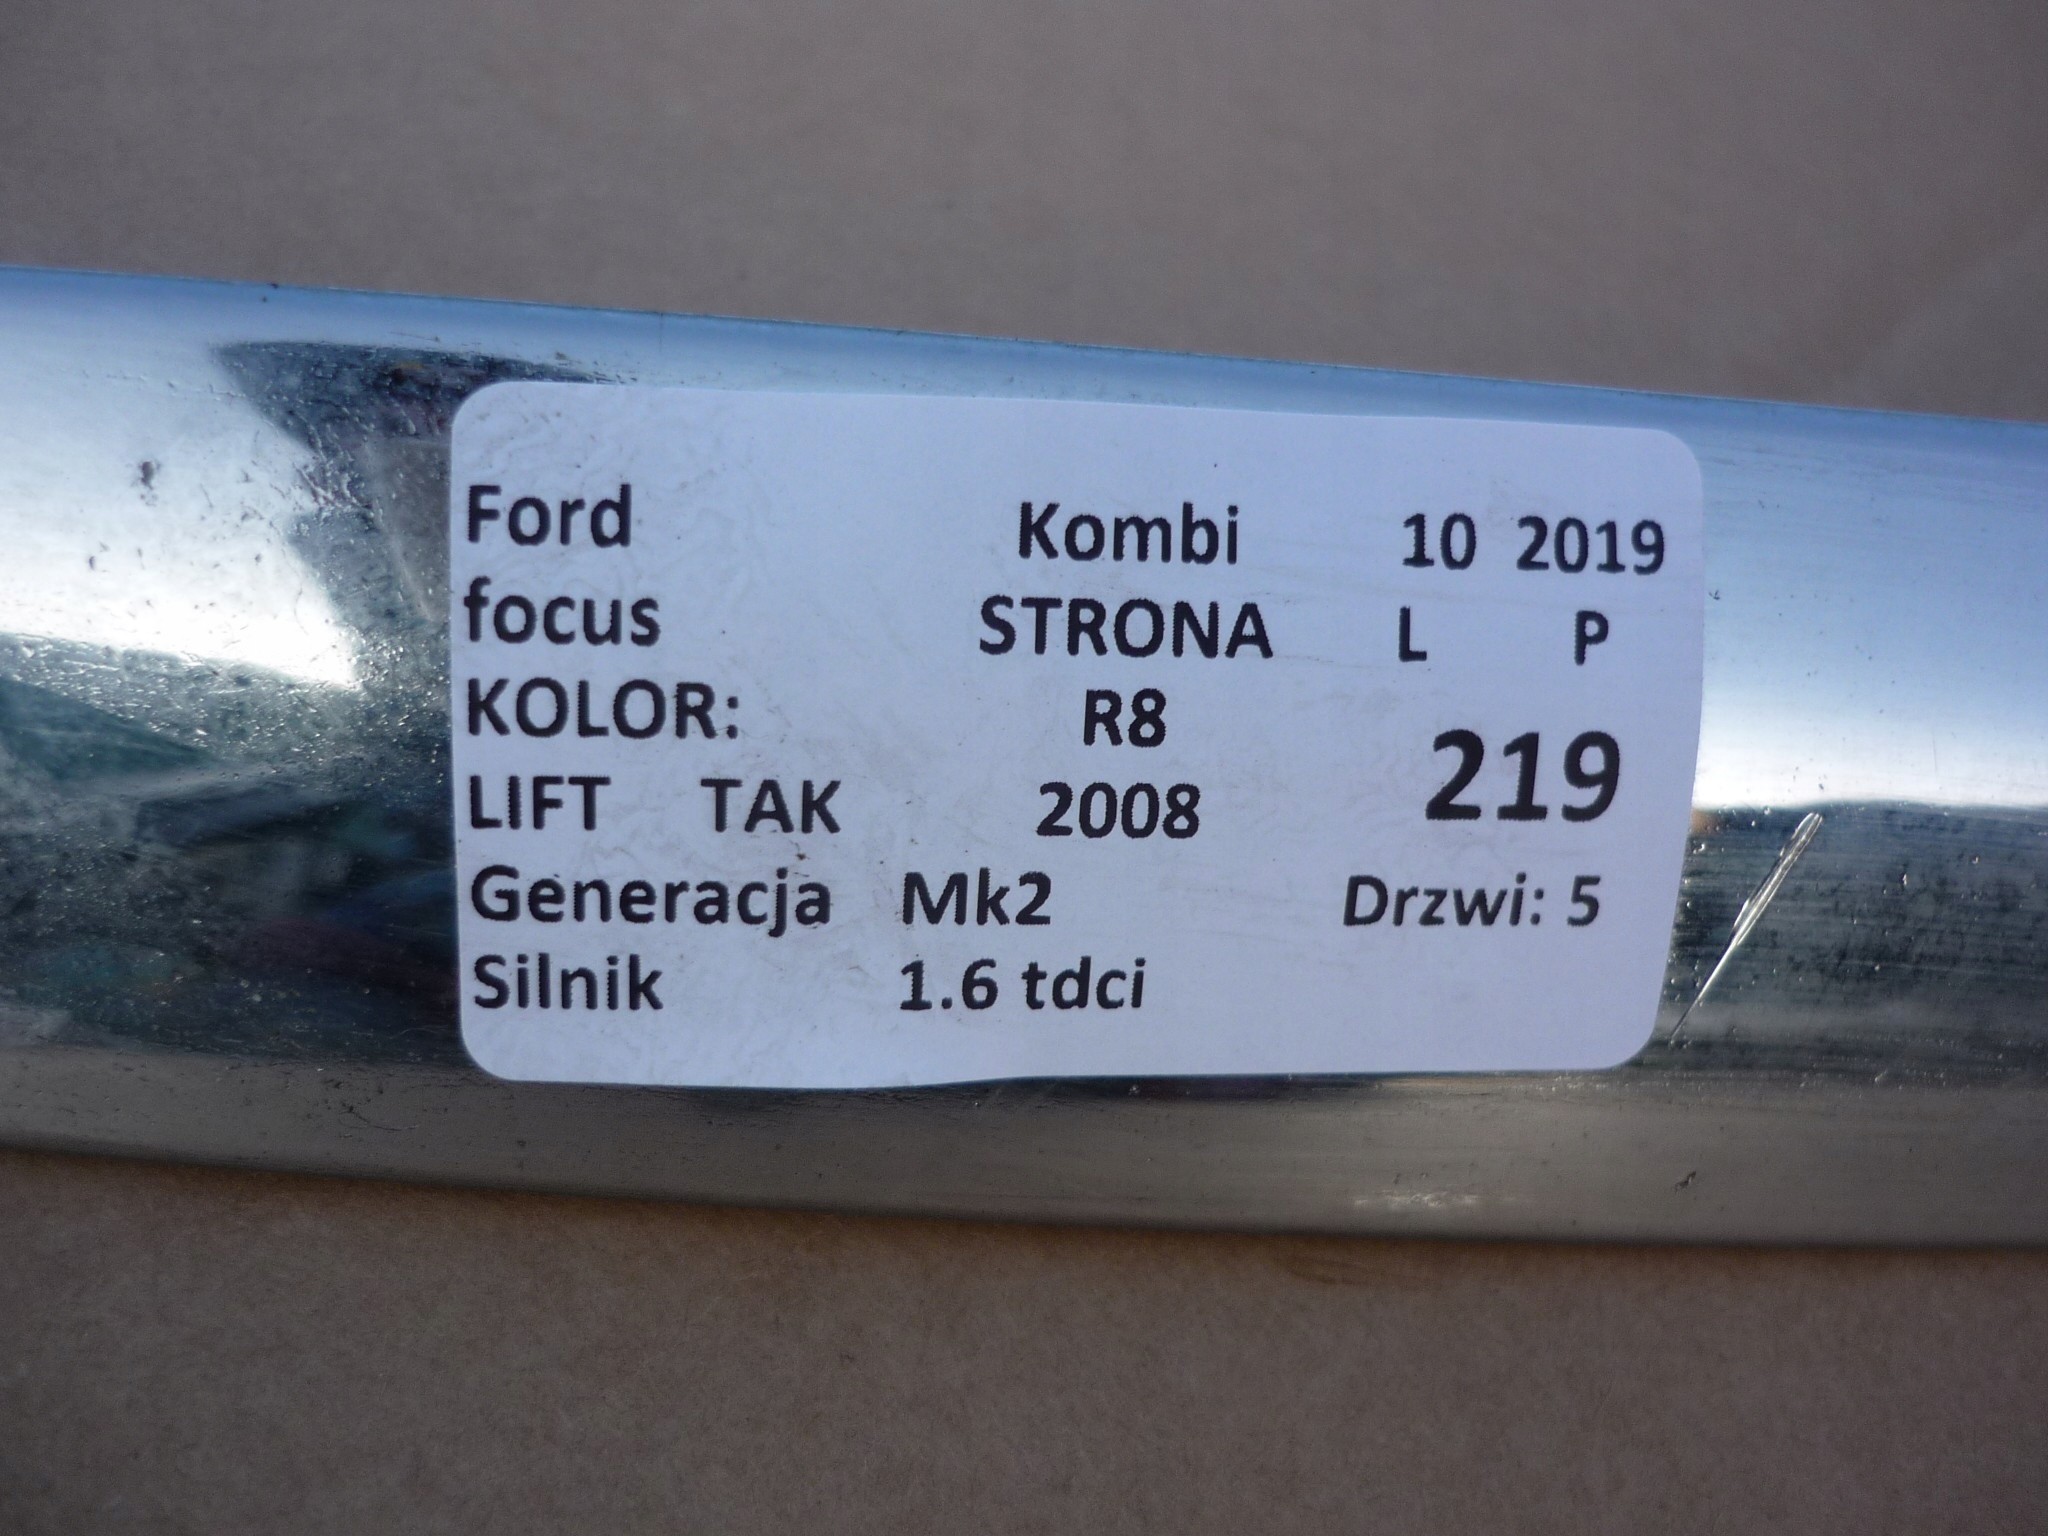 Ford Kombi 10 2019
focus STRONA L P
KOLOR: R8
LIFT TAK 2008 219
Generacja Mk2 Drzwi: 5
Silnik 1.6 tdci